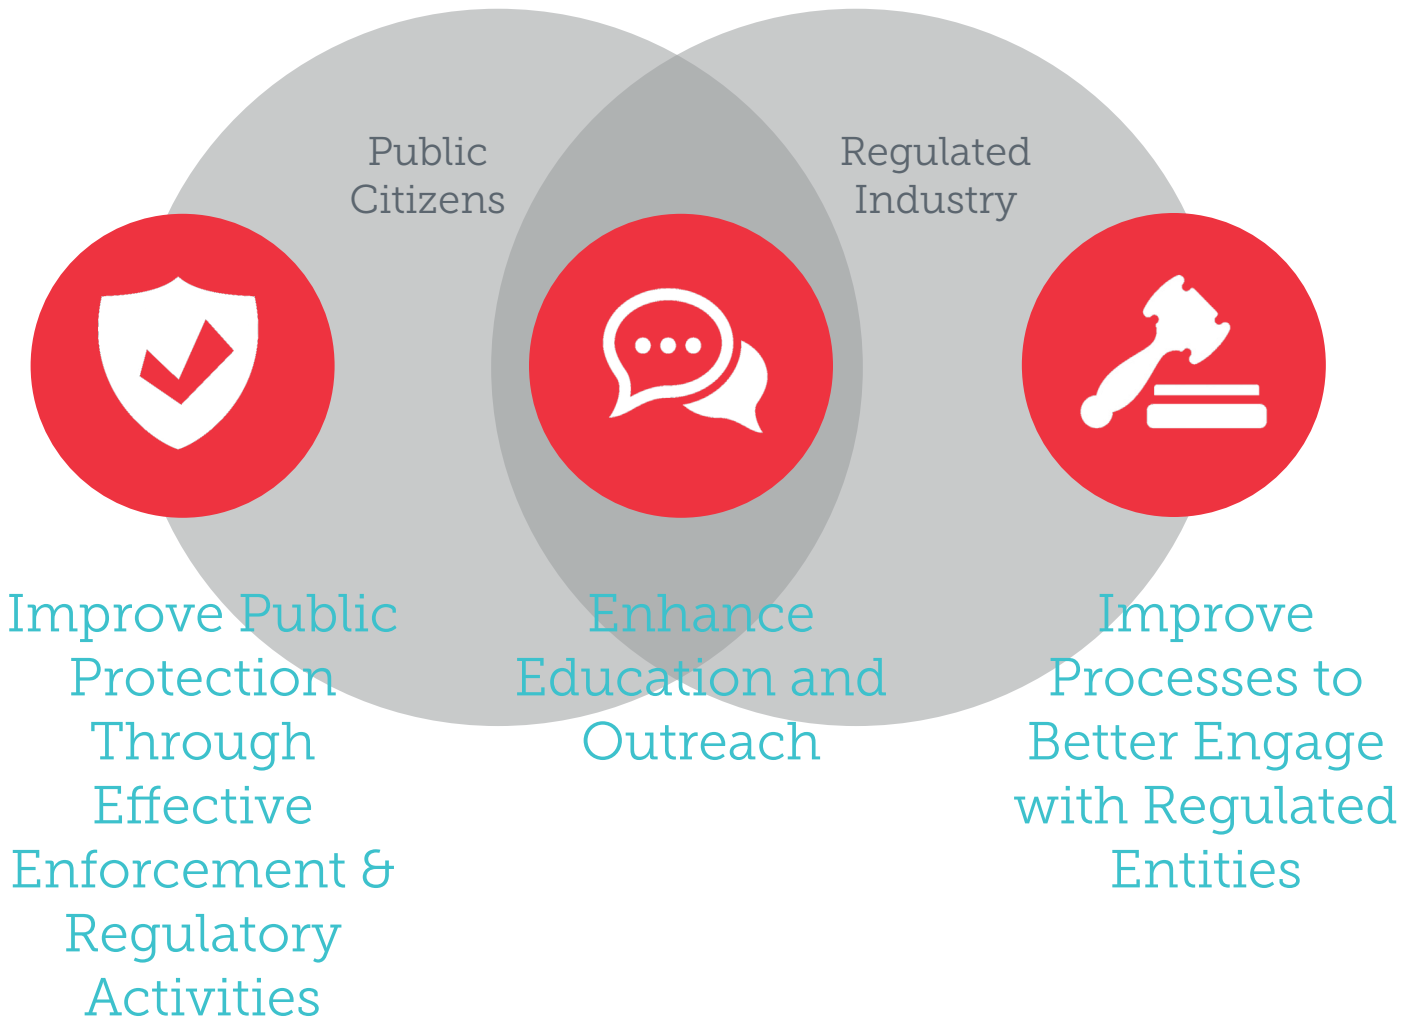 Public
Citizens
Regulated
Industry
Improve Public
Protection
Through
Effective
Enforcement &
Regulatory
Activities
Enhance
Education and
Outreach
Improve
Processes to
Better Engage
with Regulated
Entities